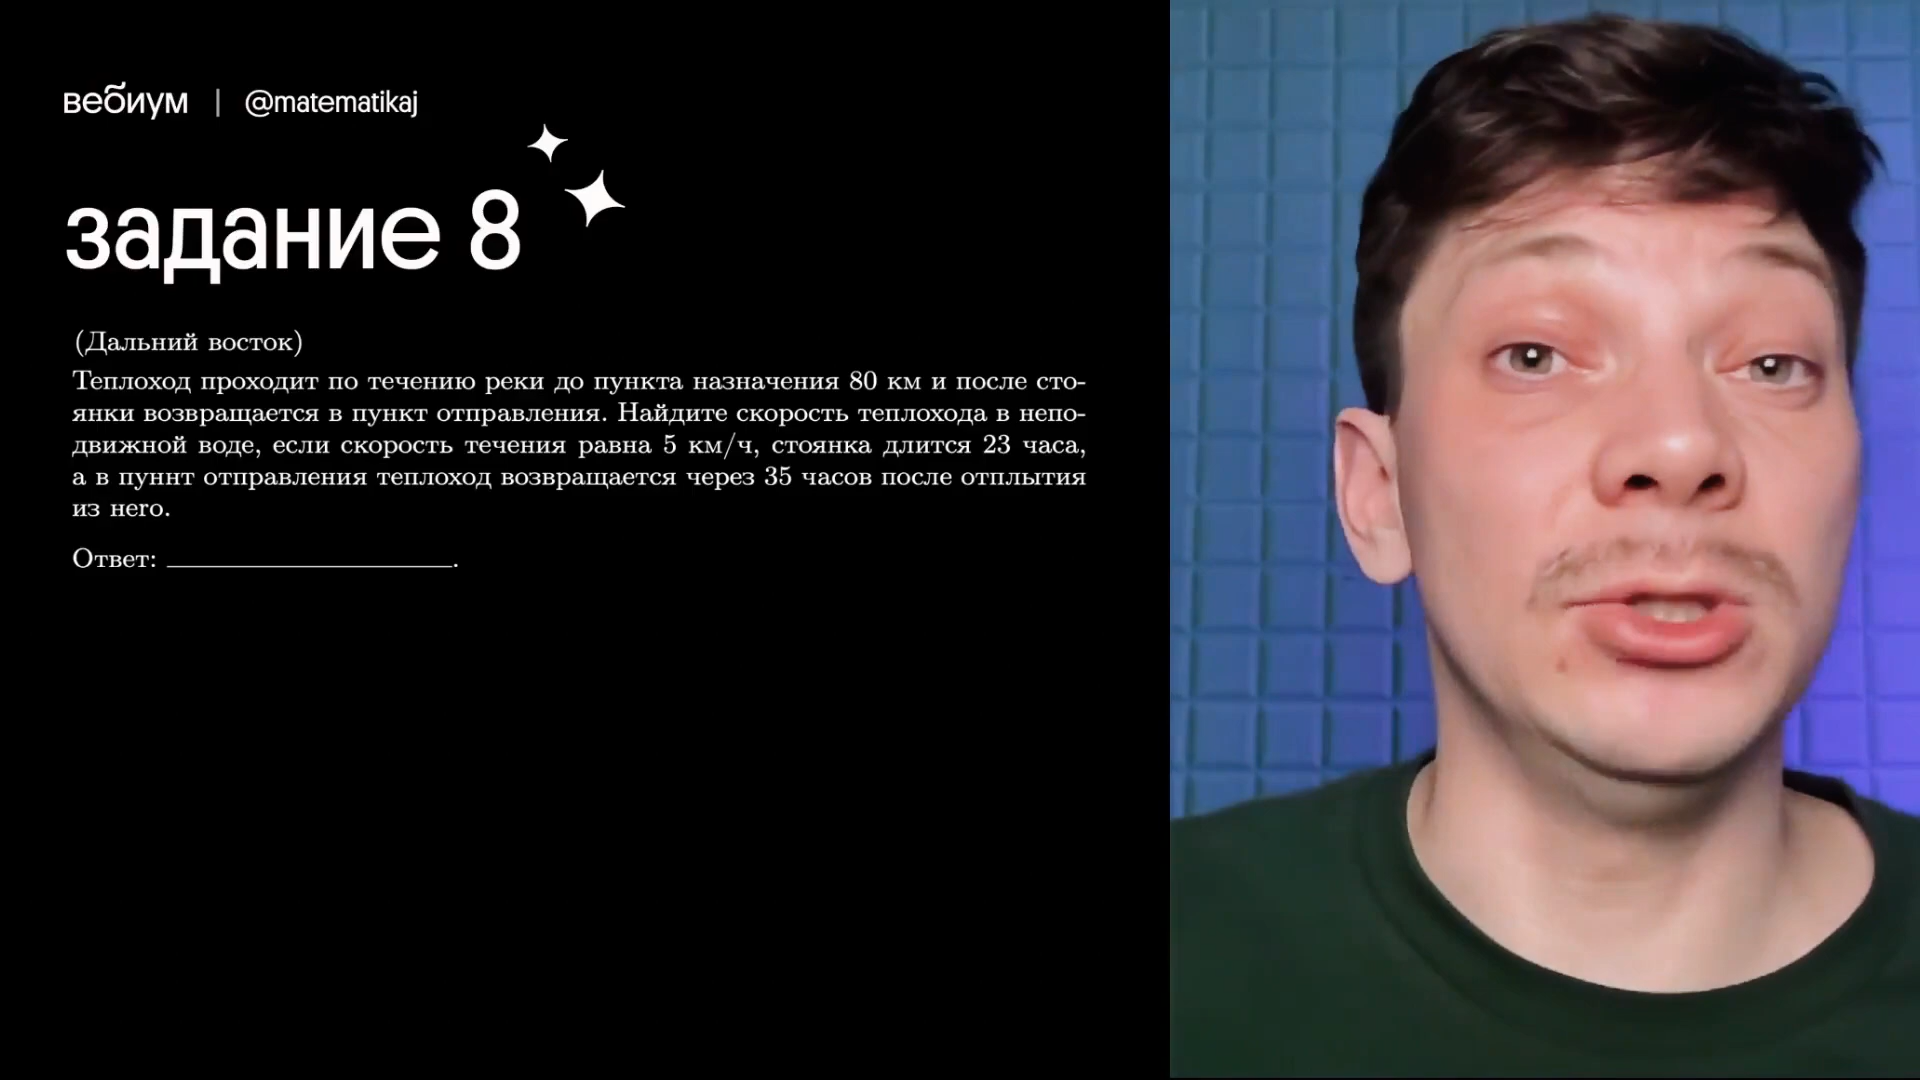 вебиум | @matematikaj
задание 8
(Дальний восток)
Теплоход проходит по течению реки до пункта назначения 80 км и после сто-
янки возвращается в пункт отправления. Найдите скорость теплохода в непо-
движной воде, если скорость течения равна 5 км/ч, стоянка длится 23 часа,
а в пуннт отправления теплоход возвращается через 35 часов после отплытия
из него.
Ответ: ____________________.